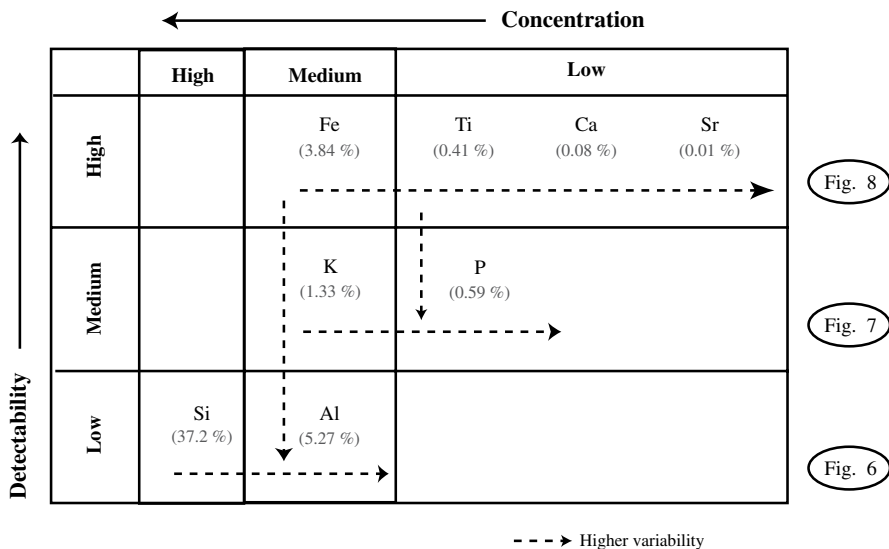 Concentration
High Medium Low
Detectability
High
Fe Ti Ca Sr
(3.84 %) (0.41 %) (0.08 %) (0.01 %)
Fig. 8
Medium
K P
(1.33 %) (0.59 %)
Fig. 7
Low
Si Al
(37.2 %) (5.27 %)
Fig. 6
Higher variability